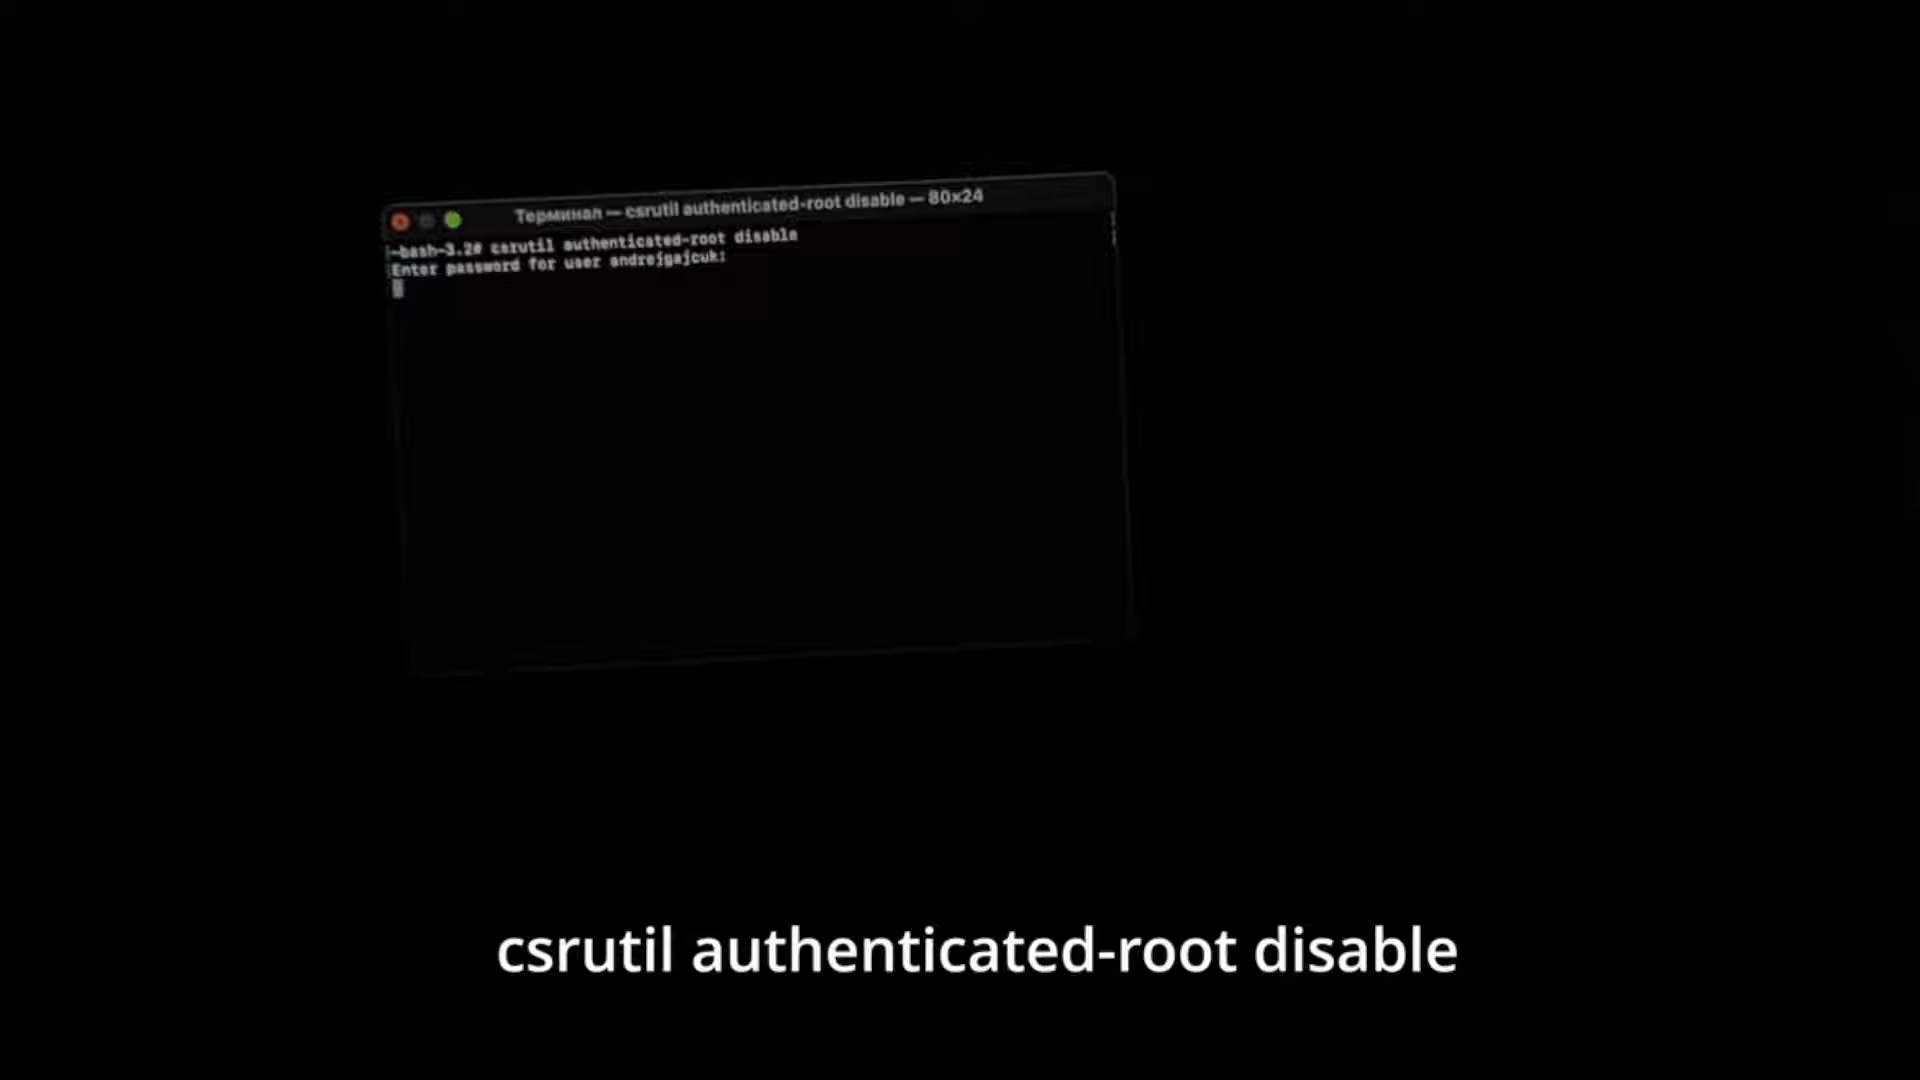 Терминал — csrutil authenticated-root disable — 80×24
-bash-3.2# csrutil authenticated-root disable
Enter password for user andrejgajcuk:
csrutil authenticated-root disable